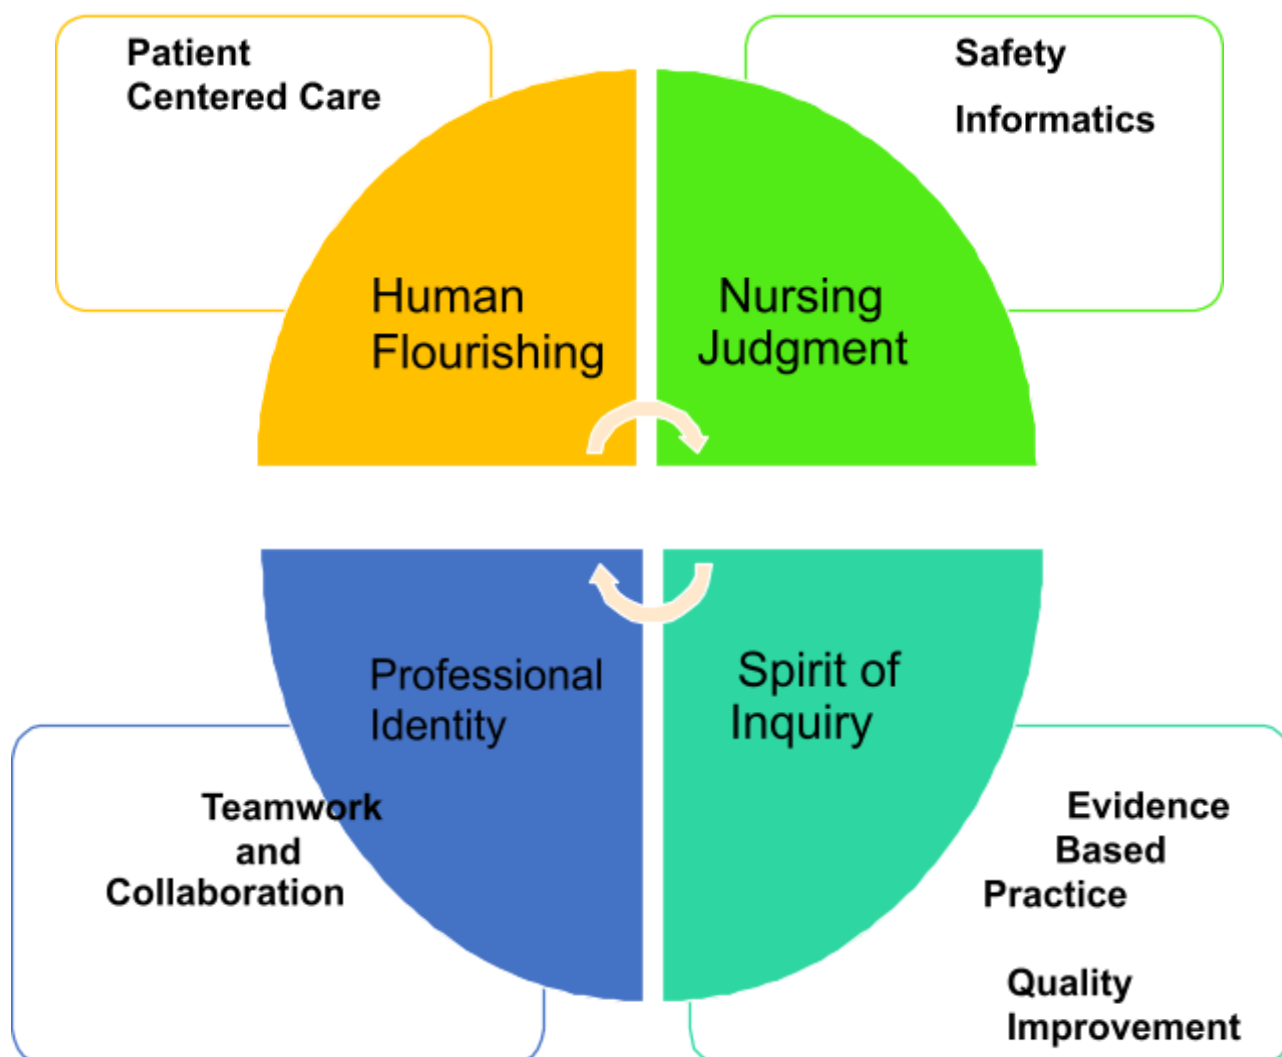 Patient
Centered Care
Safety
Informatics
Human
Flourishing
Nursing
Judgment
Professional
Identity
Spirit of
Inquiry
Teamwork
and
Collaboration
Evidence
Based
Practice
Quality
Improvement